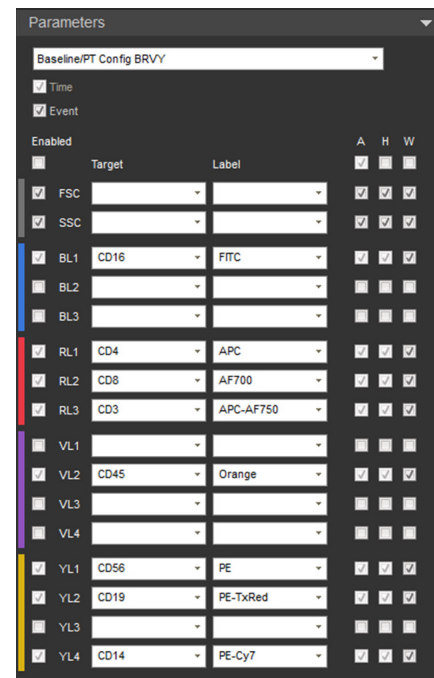 Parameters
Baseline/PT Config BRVY
Time
Event
Enabled A H W
Target Label
FSC
SSC
BL1 CD16 FITC
BL2
BL3
RL1 CD4 APC
RL2 CD8 AF700
RL3 CD3 APC-AF750
VL1
VL2 CD45 Orange
VL3
VL4
YL1 CD56 PE
YL2 CD19 PE-TxRed
YL3
YL4 CD14 PE-Cy7